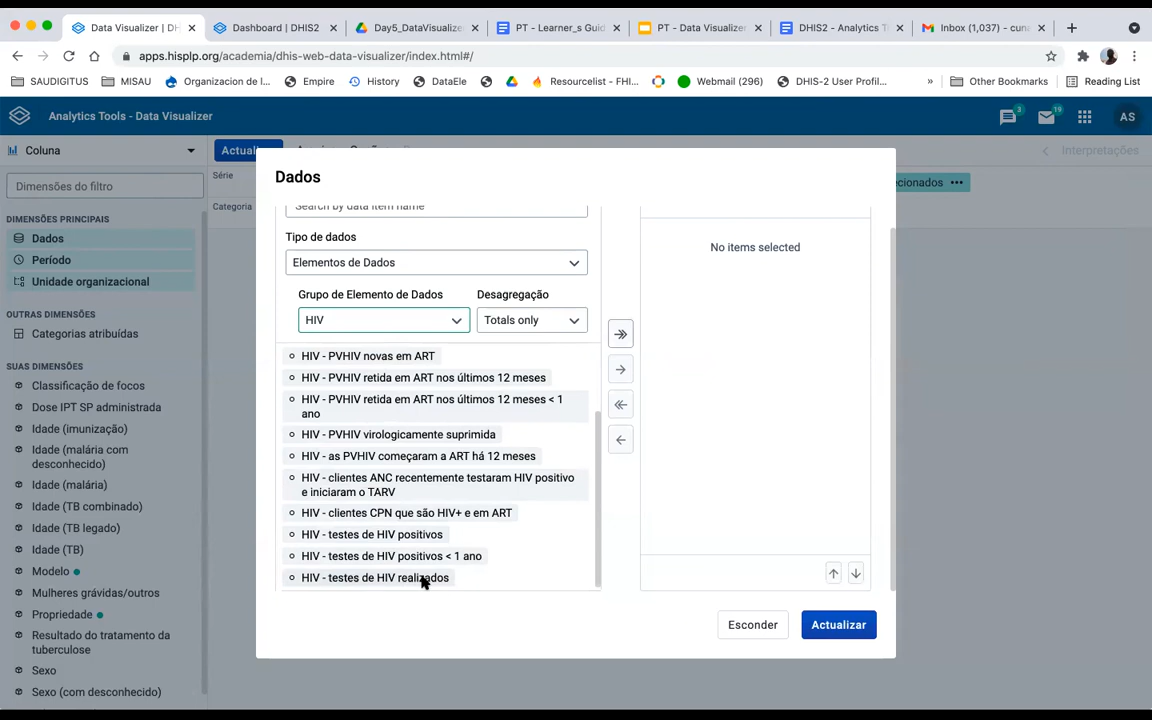 Data Visualizer | DH
Dashboard | DHIS2
Day5_DataVisualize
PT - Learner_s Guid
PT - Data Visualizer
DHIS2 - Analytics T
Inbox (1,037) - cune
apps.hisplp.org/academia/dhis-web-data-visualizer/index.html#/
SAUDIGITUS
MISAU
Organizacion de I...
Empire
History
DataEle
Resourcelist - FHI...
Webmail (296)
DHIS-2 User Profil...
»
Other Bookmarks
Reading List
Analytics Tools - Data Visualizer
3
19
AS
Coluna
Actual
Interpretações
Dimensões do filtro
Série
Categoria
ecionados •••
DIMENSÕES PRINCIPAIS
Dados
Período
Unidade organizacional
OUTRAS DIMENSÕES
Categorias atribuídas
SUAS DIMENSÕES
Classificação de focos
Dose IPT SP administrada
Idade (imunização)
Idade (malária com
desconhecido)
Idade (malária)
Idade (TB combinado)
Idade (TB legado)
Idade (TB)
Modelo
Mulheres grávidas/outros
Propriedade
Resultado do tratamento da
tuberculose
Sexo
Sexo (com desconhecido)
Dados
Search by data item name
Tipo de dados
Elementos de Dados
Grupo de Elemento de Dados
Desagregação
HIV
Totals only
HIV - PVHIV novas em ART
HIV - PVHIV retida em ART nos últimos 12 meses
HIV - PVHIV retida em ART nos últimos 12 meses < 1
ano
HIV - PVHIV virologicamente suprimida
HIV - as PVHIV começaram a ART há 12 meses
HIV - clientes ANC recentemente testaram HIV positivo
e iniciaram o TARV
HIV - clientes CPN que são HIV+ e em ART
HIV - testes de HIV positivos
HIV - testes de HIV positivos < 1 ano
HIV - testes de HIV realizados
No items selected
Esconder
Actualizar